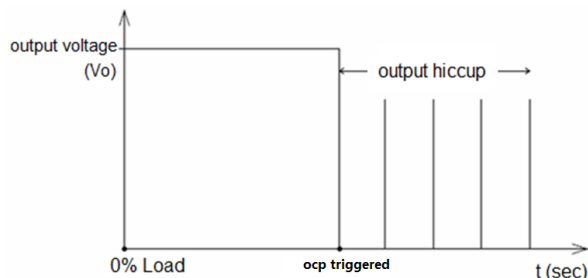 output voltage
(Vo)
output hiccup
0% Load
ocp triggered
t (sec)